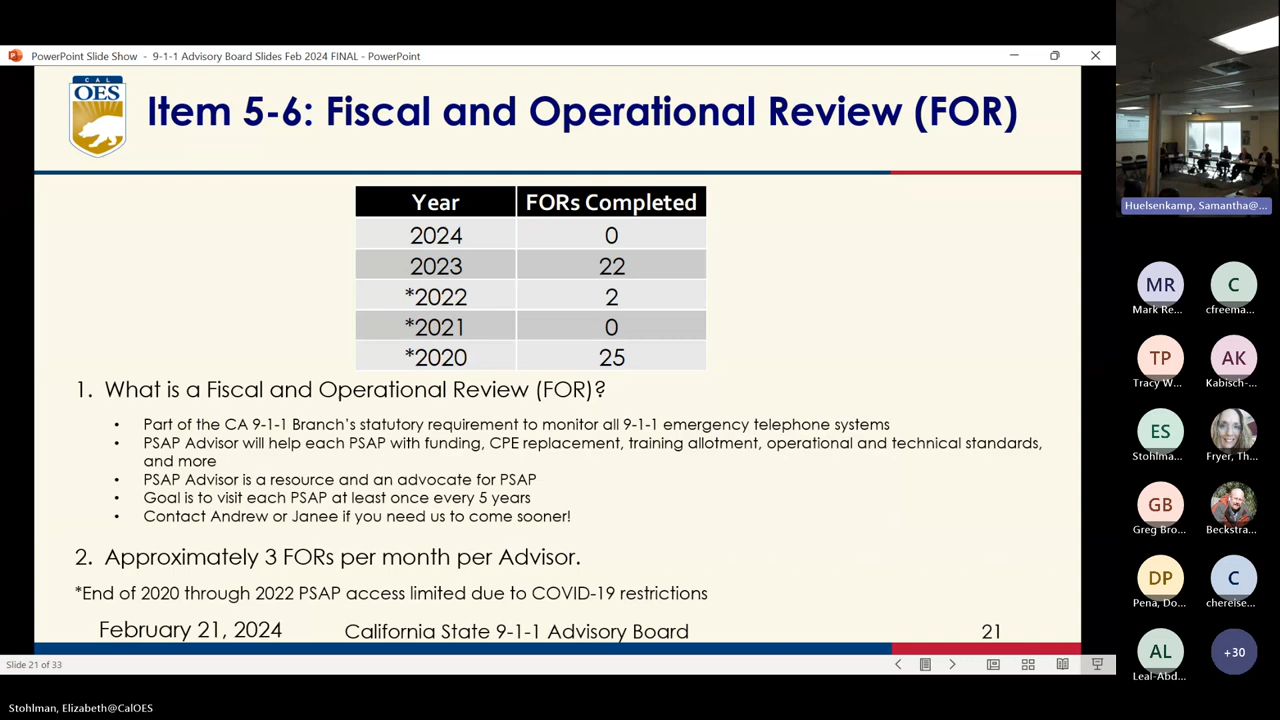 PowerPoint Slide Show - 9-1-1 Advisory Board Slides Feb 2024 FINAL - PowerPoint
CAL
OES
Item 5-6: Fiscal and Operational Review (FOR)
Year FORs Completed
2024 0
2023 22
*2022 2
*2021 0
*2020 25
1. What is a Fiscal and Operational Review (FOR)?
• Part of the CA 9-1-1 Branch's statutory requirement to monitor all 9-1-1 emergency telephone systems
• PSAP Advisor will help each PSAP with funding, CPE replacement, training allotment, operational and technical standards,
and more
• PSAP Advisor is a resource and an advocate for PSAP
• Goal is to visit each PSAP at least once every 5 years
• Contact Andrew or Janee if you need us to come sooner!
2. Approximately 3 FORs per month per Advisor.
*End of 2020 through 2022 PSAP access limited due to COVID-19 restrictions
February 21, 2024 California State 9-1-1 Advisory Board 21
Slide 21 of 33
Stohlman, Elizabeth@CalOES
Huelsenkamp, Samantha@...
MR C
Mark Re... cfreema...
TP AK
Tracy W... Kabisch-...
ES
Stohlma... Fryer, Th...
GB
Greg Bro... Beckstra...
DP C
Pena, Do... chereise...
AL +30
Leal-Abd...